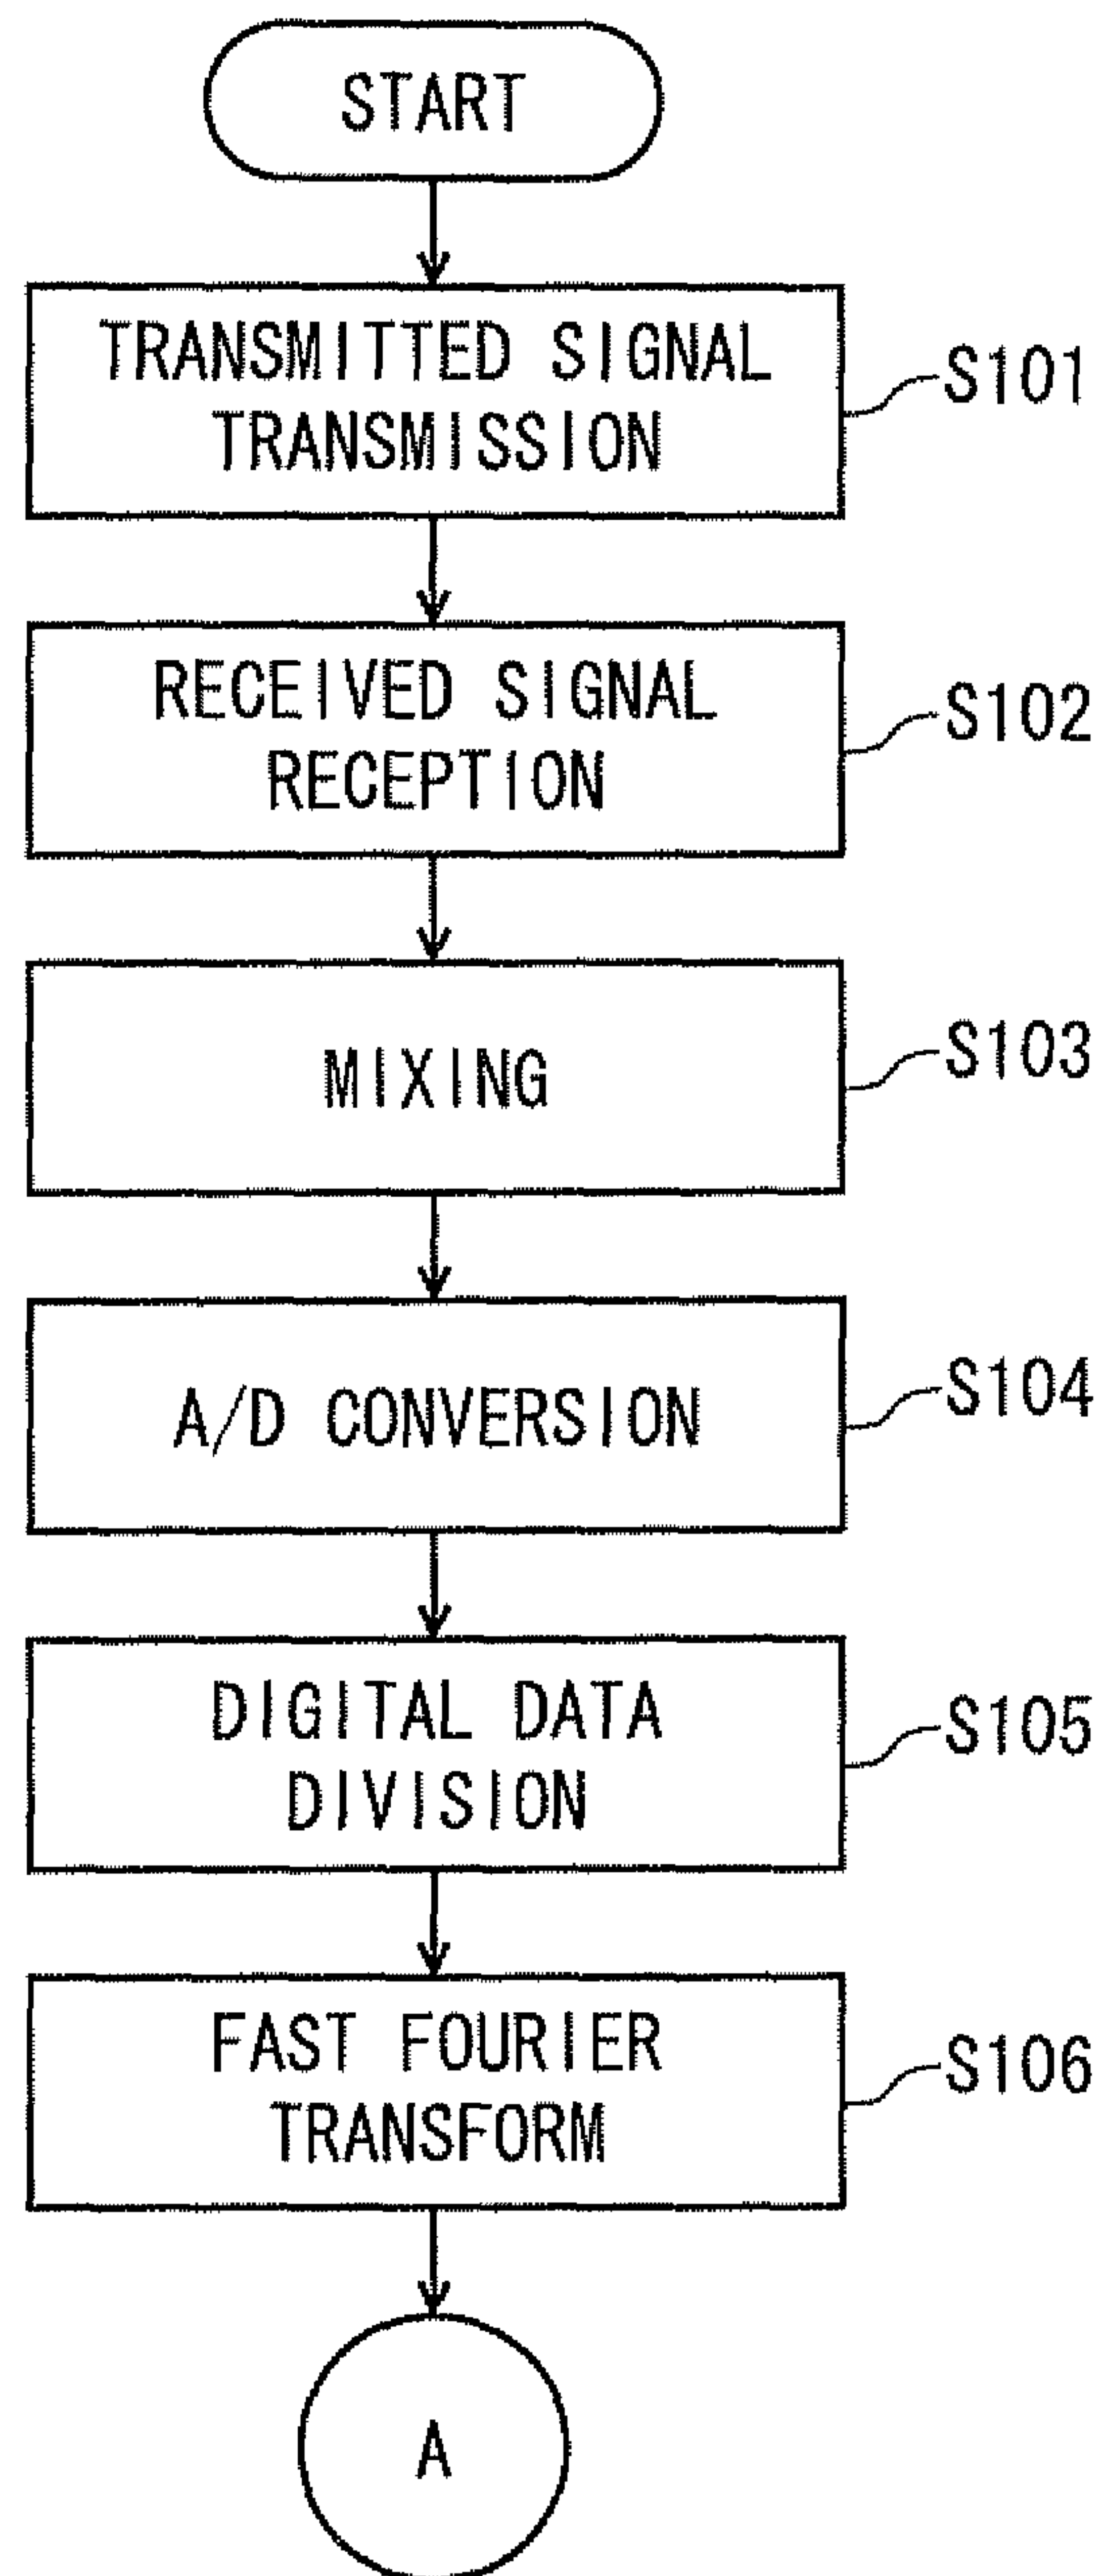 START
TRANSMITTED SIGNAL
TRANSMISSION
S101
RECEIVED SIGNAL
RECEPTION
S102
MIXING
S103
A/D CONVERSION
S104
DIGITAL DATA
DIVISION
S105
FAST FOURIER
TRANSFORM
S106
A